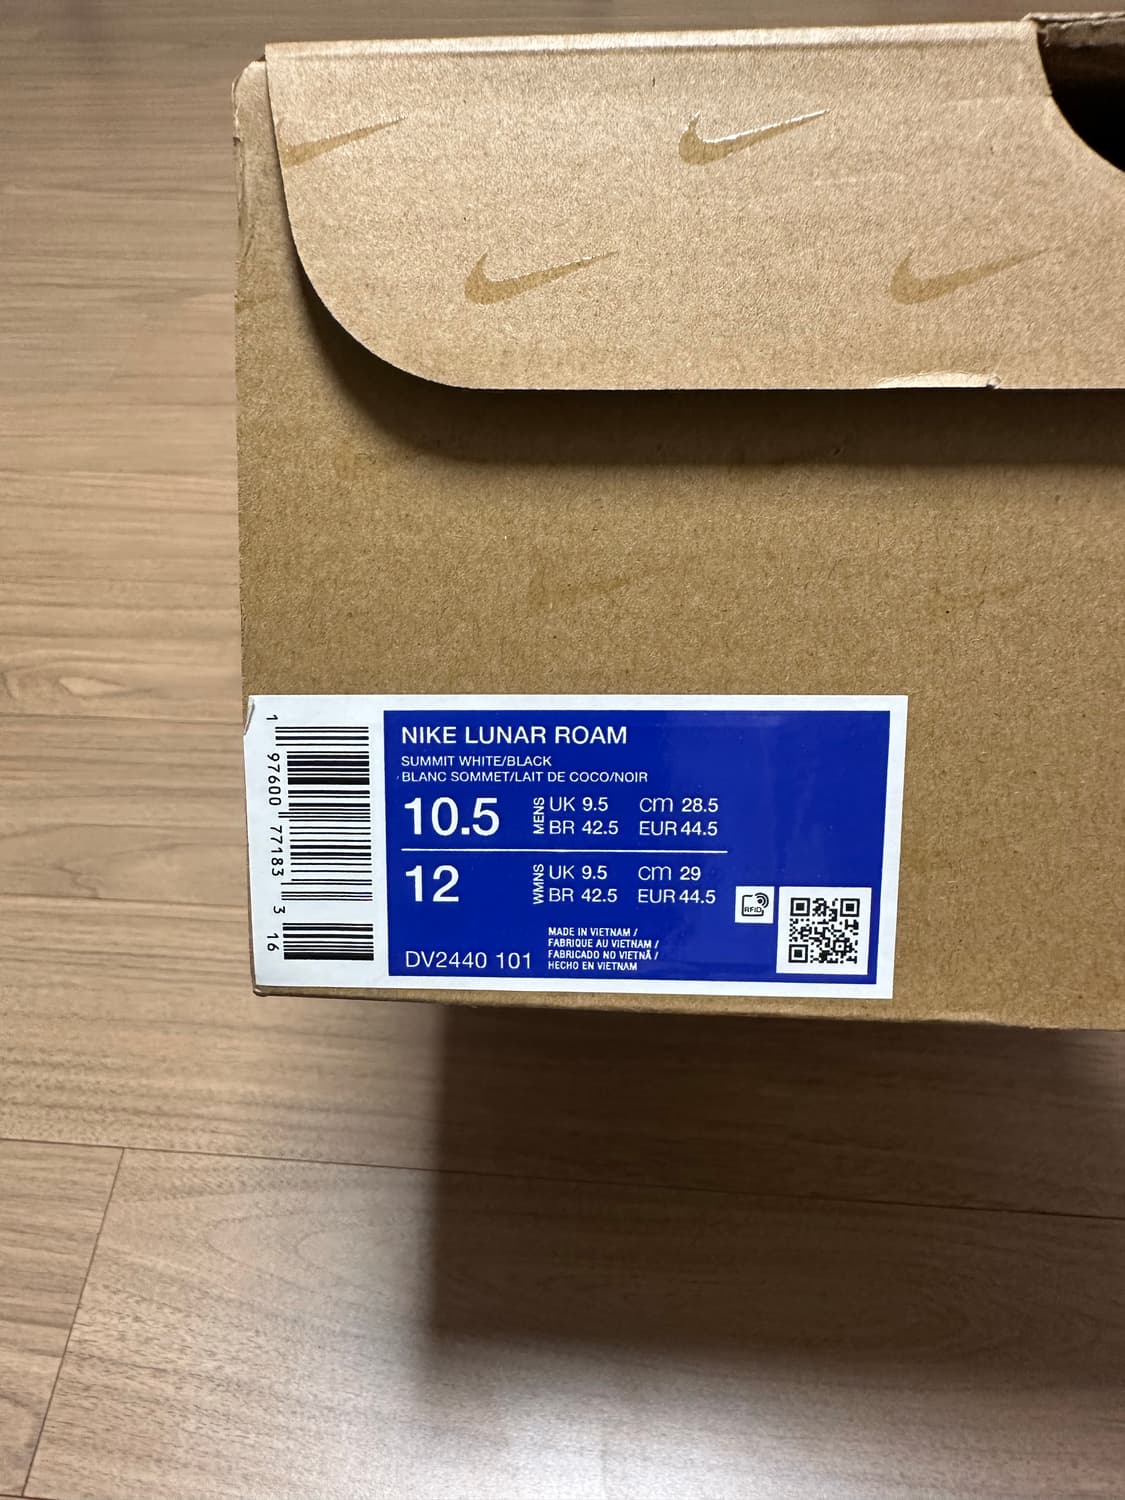 NIKE LUNAR ROAM
SUMMIT WHITE/BLACK
BLANC SOMMET/LAIT DE COCO/NOIR
10.5 MENS UK 9.5 cm 28.5
BR 42.5 EUR 44.5
12 WMNS UK 9.5 cm 29
BR 42.5 EUR 44.5
RFID
DV2440 101
MADE IN VIETNAM /
FABRIQUE AU VIETNAM /
FABRICADO NO VIETNÃ /
HECHO EN VIETNAM
1 97600 77183 3 16